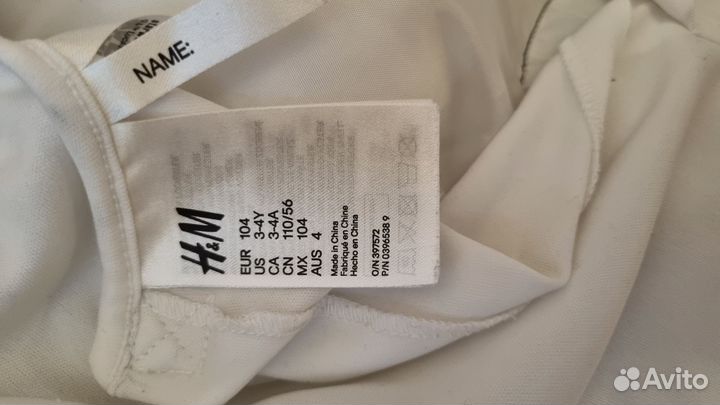 NAME:
H&M
EUR 104
US 3-4Y
CA 3-4A
CN 110/56
MX 104
AUS 4
Made in China
Fabriqué en Chine
Hecho en China
O/N 397572
P/N 0396538 9
Avito